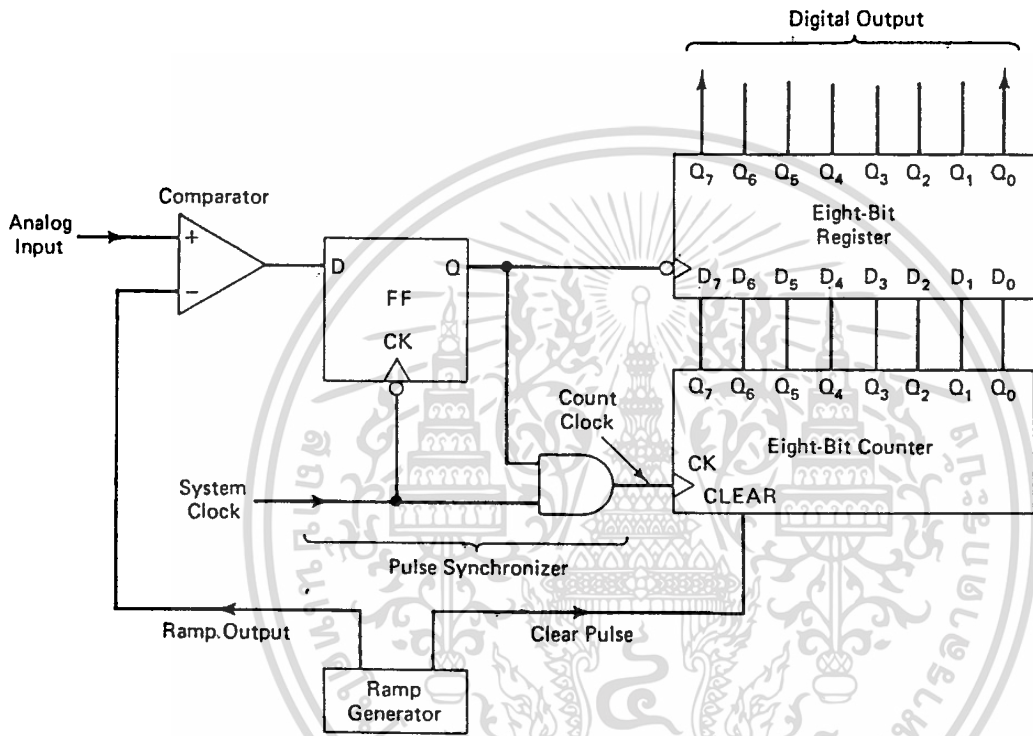 Digital Output
Q7 Q6 Q5 Q4 Q3 Q2 Q1 Q0
Eight-Bit
Register
D7 D6 D5 D4 D3 D2 D1 D0
Comparator
Analog
Input
+
−
D
Q
FF
CK
Q7 Q6 Q5 Q4 Q3 Q2 Q1 Q0
Eight-Bit Counter
CK
CLEAR
Count
Clock
System
Clock
Pulse Synchronizer
Ramp Output
Clear Pulse
Ramp
Generator